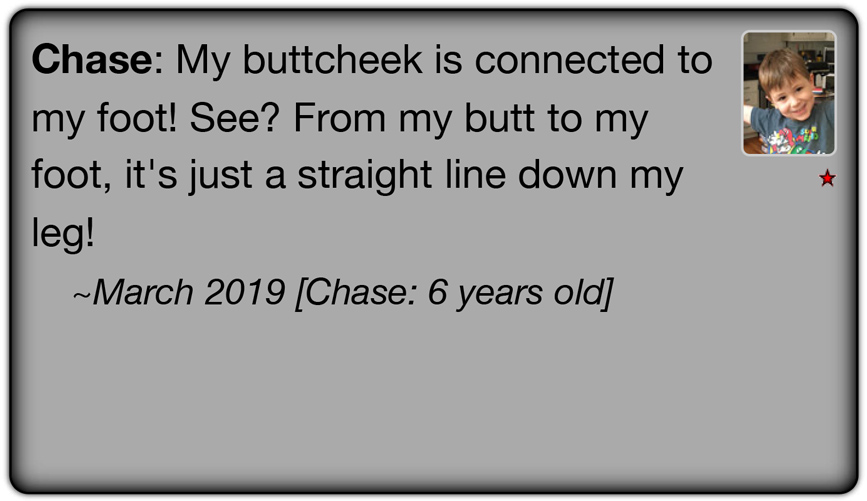 Chase: My buttcheek is connected to
my foot! See? From my butt to my
foot, it's just a straight line down my
leg!
~March 2019 [Chase: 6 years old]